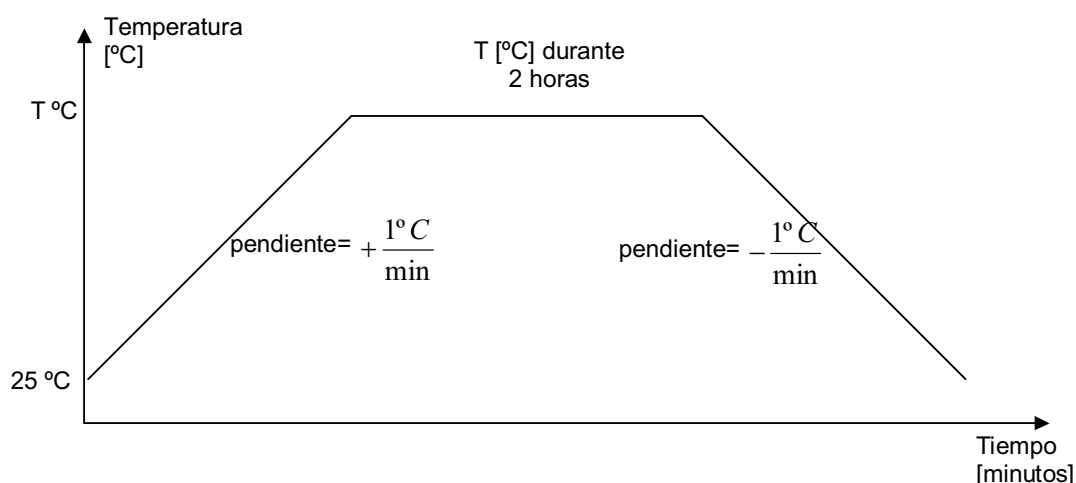 Temperatura
[ºC]
T [ºC] durante
2 horas
T ºC
pendiente= + 1º C / min
pendiente= − 1º C / min
25 ºC
Tiempo
[minutos]